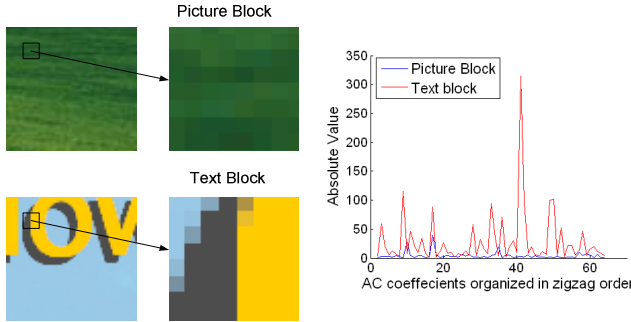 Picture Block
Text Block
lov
350
300
250
200
150
100
50
0
Absolute Value
Picture Block
Text block
0
20
40
60
AC coeffecients organized in zigzag order